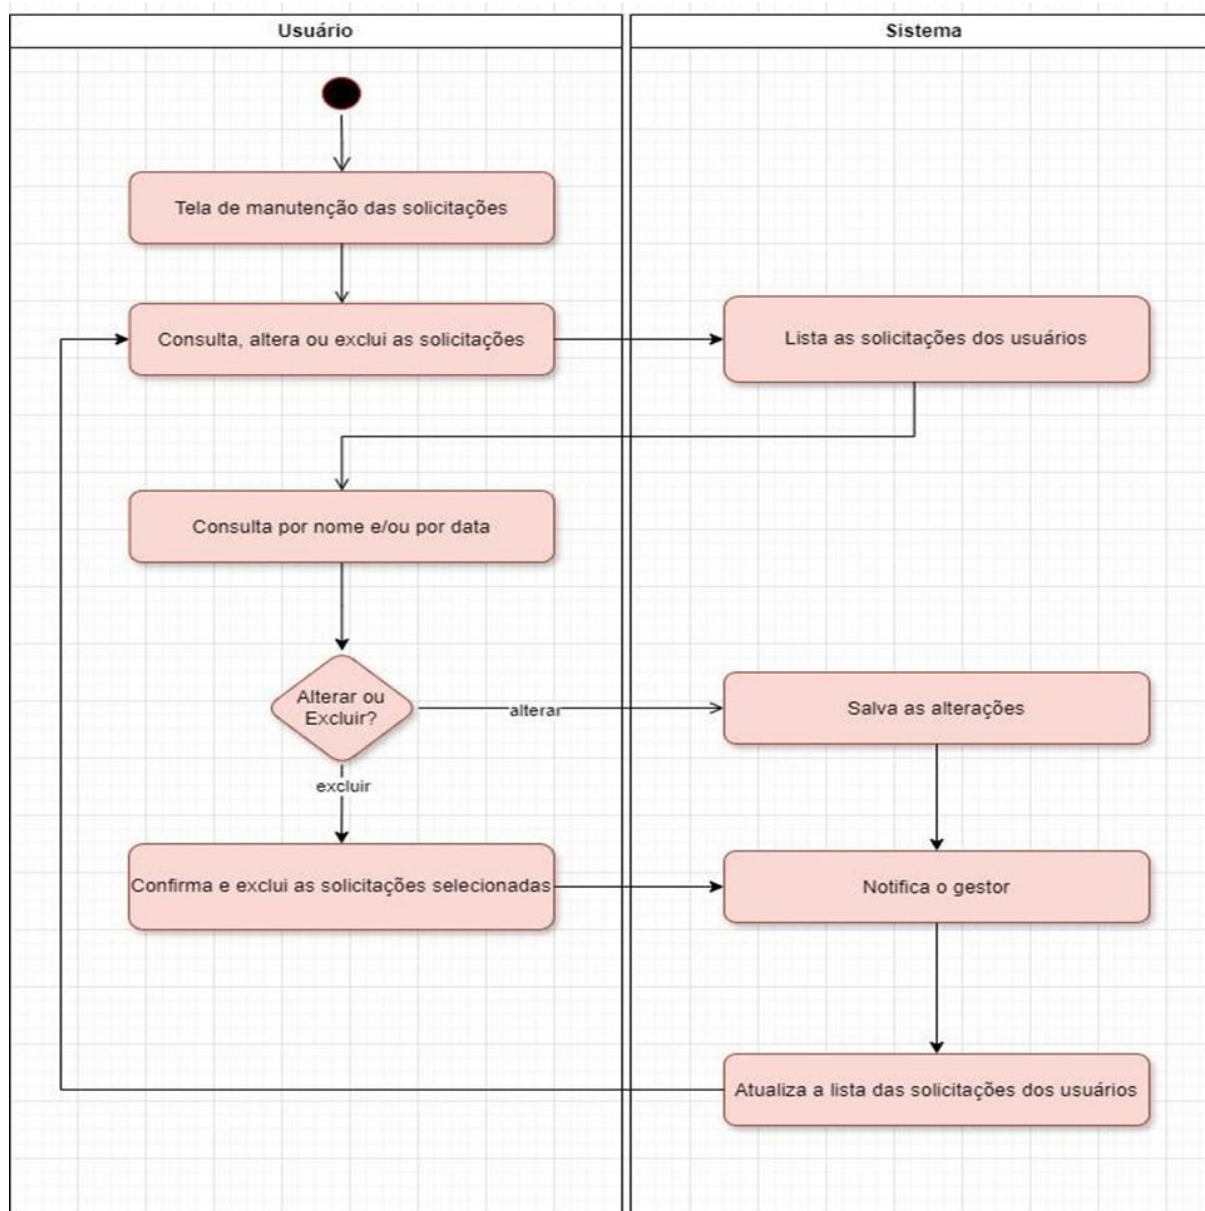 Usuário
Sistema
Tela de manutenção das solicitações
Consulta, altera ou exclui as solicitações
Lista as solicitações dos usuários
Consulta por nome e/ou por data
Alterar ou
Excluir?
alterar
Salva as alterações
excluir
Confirma e exclui as solicitações selecionadas
Notifica o gestor
Atualiza a lista das solicitações dos usuários